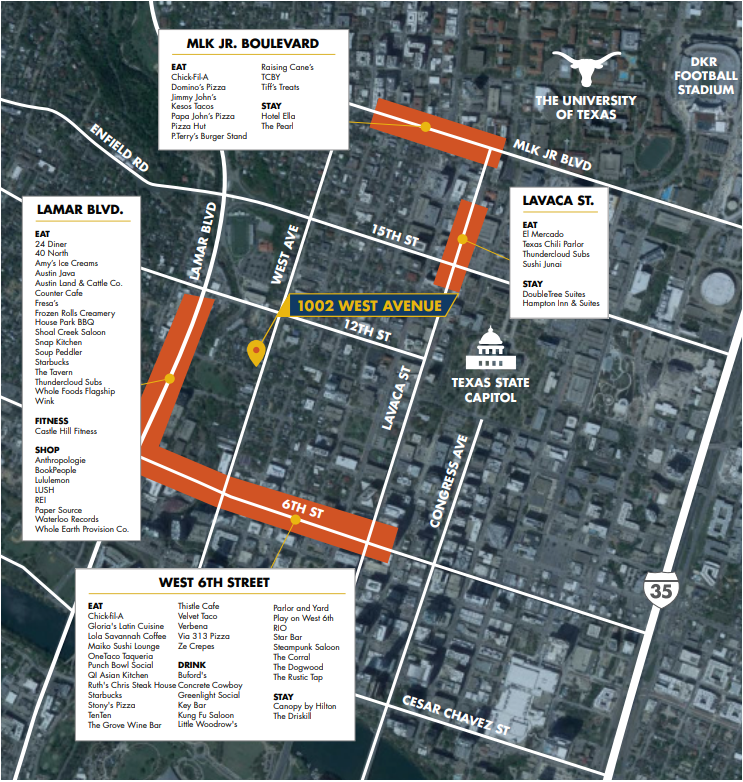 MLK JR. BOULEVARD
EAT
Chick-Fil-A
Domino's Pizza
Jimmy John's
Kesos Tacos
Papa John's Pizza
Pizza Hut
P.Terry's Burger Stand
Raising Cane's
TCBY
Tiff's Treats
STAY
Hotel Ella
The Pearl
THE UNIVERSITY
OF TEXAS
DKR
FOOTBALL
STADIUM
ENFIELD RD
MLK JR BLVD
LAMAR BLVD.
EAT
24 Diner
40 North
Amy's Ice Creams
Austin Java
Austin Land & Cattle Co.
Counter Cafe
Fresa's
Frozen Rolls Creamery
House Park BBQ
Shoal Creek Saloon
Snap Kitchen
Soup Peddler
Starbucks
The Tavern
Thundercloud Subs
Whole Foods Flagship
Wink
FITNESS
Castle Hill Fitness
SHOP
Anthropologie
BookPeople
Lululemon
LUSH
REI
Paper Source
Waterloo Records
Whole Earth Provision Co.
LAMAR BLVD
WEST AVE
15TH ST
LAVACA ST.
EAT
El Mercado
Texas Chili Parlor
Thundercloud Subs
Sushi Junai
STAY
DoubleTree Suites
Hampton Inn & Suites
1002 WEST AVENUE
12TH ST
TEXAS STATE
CAPITOL
LAVACA ST
CONGRESS AVE
6TH ST
35
WEST 6TH STREET
EAT
Chick-fil-A
Gloria's Latin Cuisine
Lola Savannah Coffee
Maiko Sushi Lounge
OneTaco Taqueria
Punch Bowl Social
QI Asian Kitchen
Ruth's Chris Steak House
Starbucks
Stony's Pizza
TenTen
The Grove Wine Bar
Thistle Cafe
Velvet Taco
Verbena
Via 313 Pizza
Ze Crepes
DRINK
Buford's
Concrete Cowboy
Greenlight Social
Key Bar
Kung Fu Saloon
Little Woodrow's
Parlor and Yard
Play on West 6th
RIO
Star Bar
Steampunk Saloon
The Corral
The Dogwood
The Rustic Tap
STAY
Canopy by Hilton
The Driskill
CESAR CHAVEZ ST